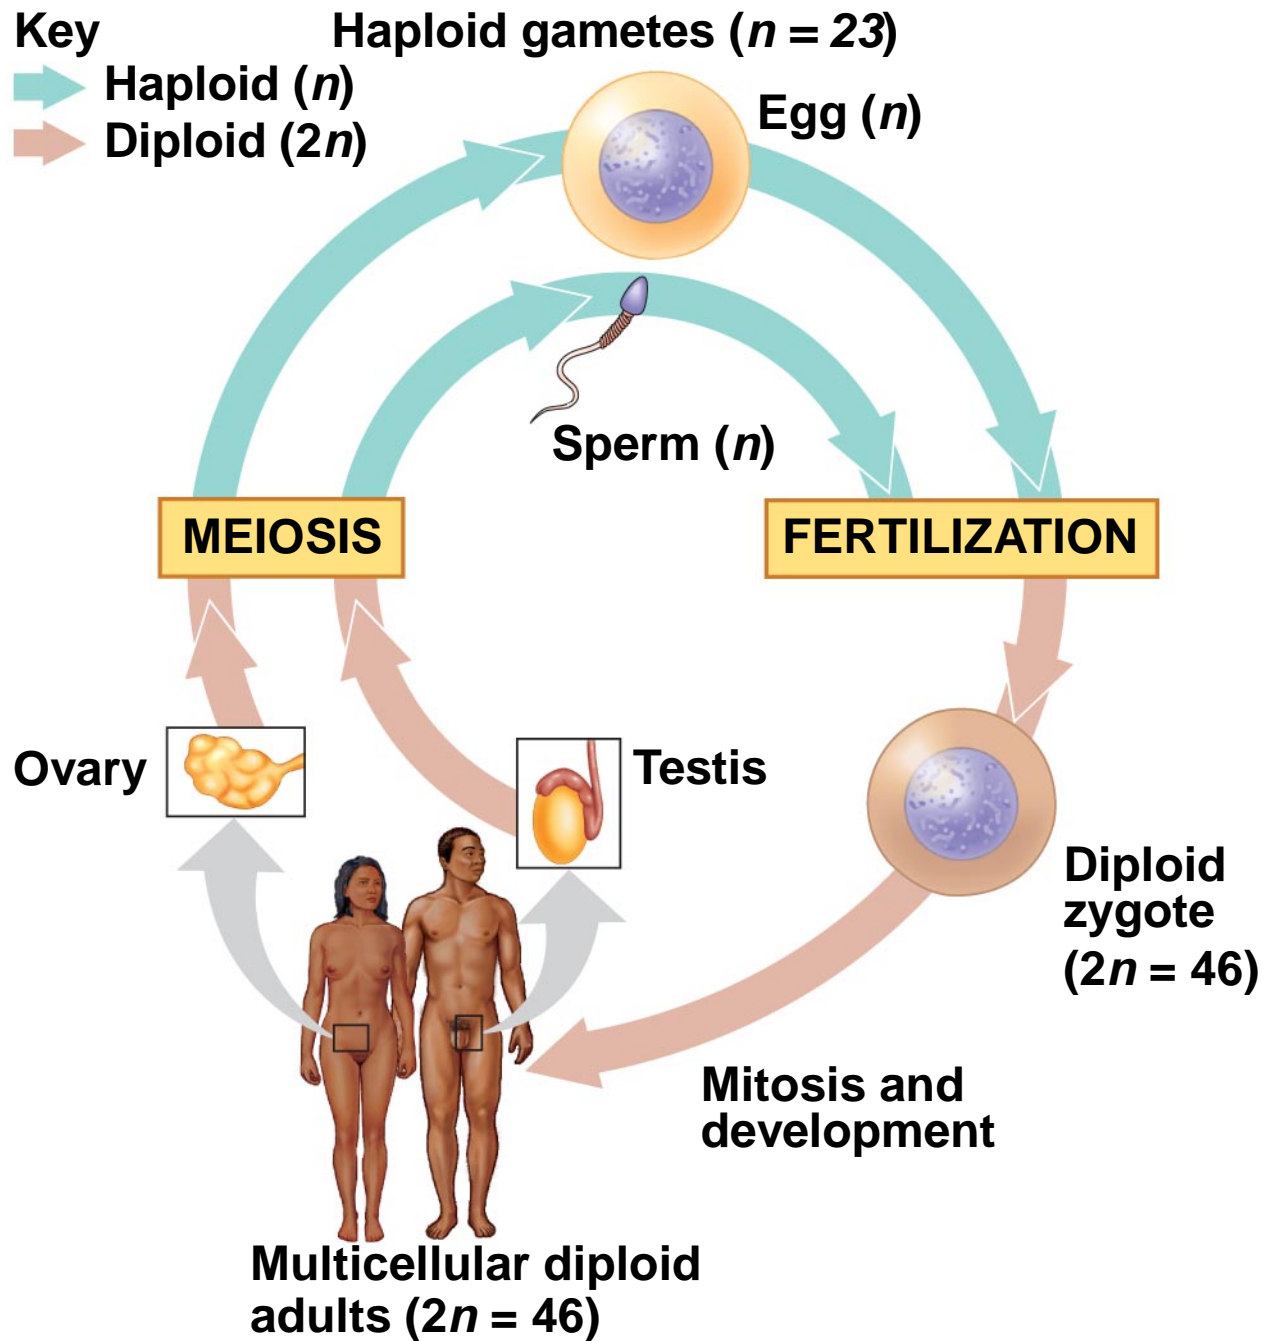 Key
Haploid gametes (n = 23)
Haploid (n)
Diploid (2n)
Egg (n)
Sperm (n)
MEIOSIS
FERTILIZATION
Ovary
Testis
Diploid
zygote
(2n = 46)
Mitosis and
development
Multicellular diploid
adults (2n = 46)